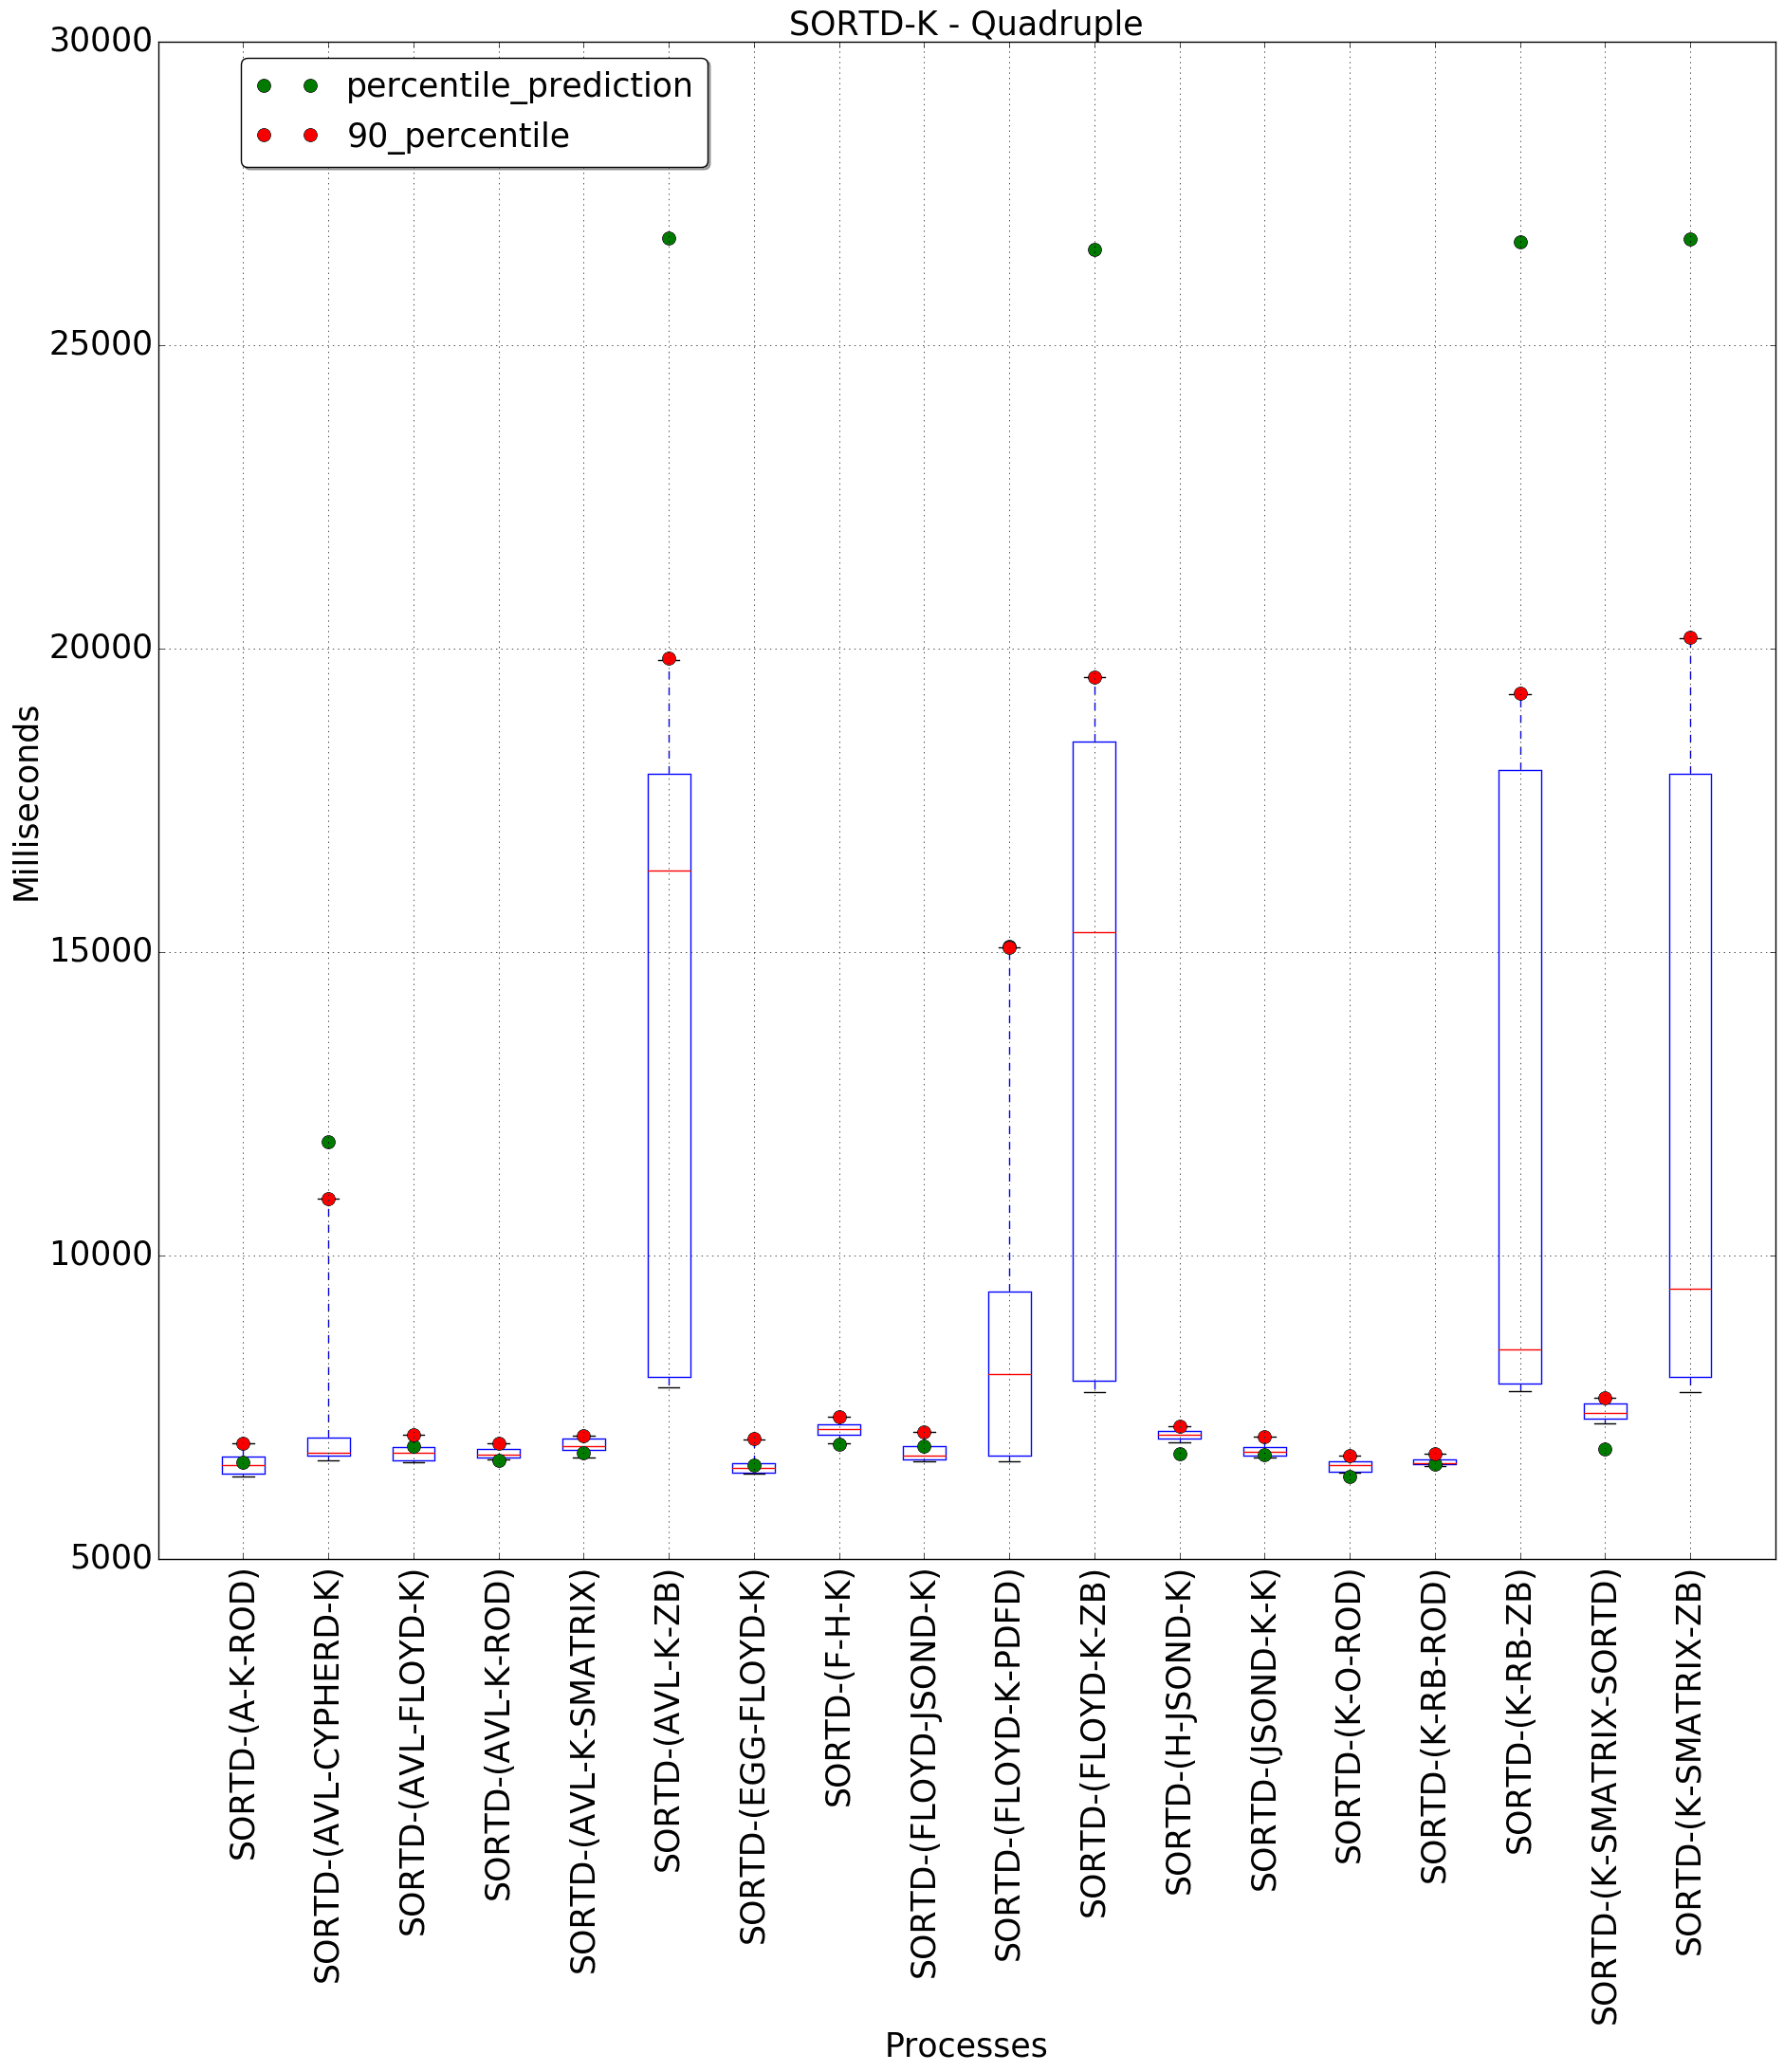 SORTD-K - Quadruple
percentile_prediction
90_percentile
30000
25000
20000
15000
10000
5000
Milliseconds
SORTD-(A-K-ROD)
SORTD-(AVL-CYPHERD-K)
SORTD-(AVL-FLOYD-K)
SORTD-(AVL-K-ROD)
SORTD-(AVL-K-SMATRIX)
SORTD-(AVL-K-ZB)
SORTD-(EGG-FLOYD-K)
SORTD-(F-H-K)
SORTD-(FLOYD-JSOND-K)
SORTD-(FLOYD-K-PDFD)
SORTD-(FLOYD-K-ZB)
SORTD-(H-JSOND-K)
SORTD-(JSOND-K-K)
SORTD-(K-O-ROD)
SORTD-(K-RB-ROD)
SORTD-(K-RB-ZB)
SORTD-(K-SMATRIX-SORTD)
SORTD-(K-SMATRIX-ZB)
Processes